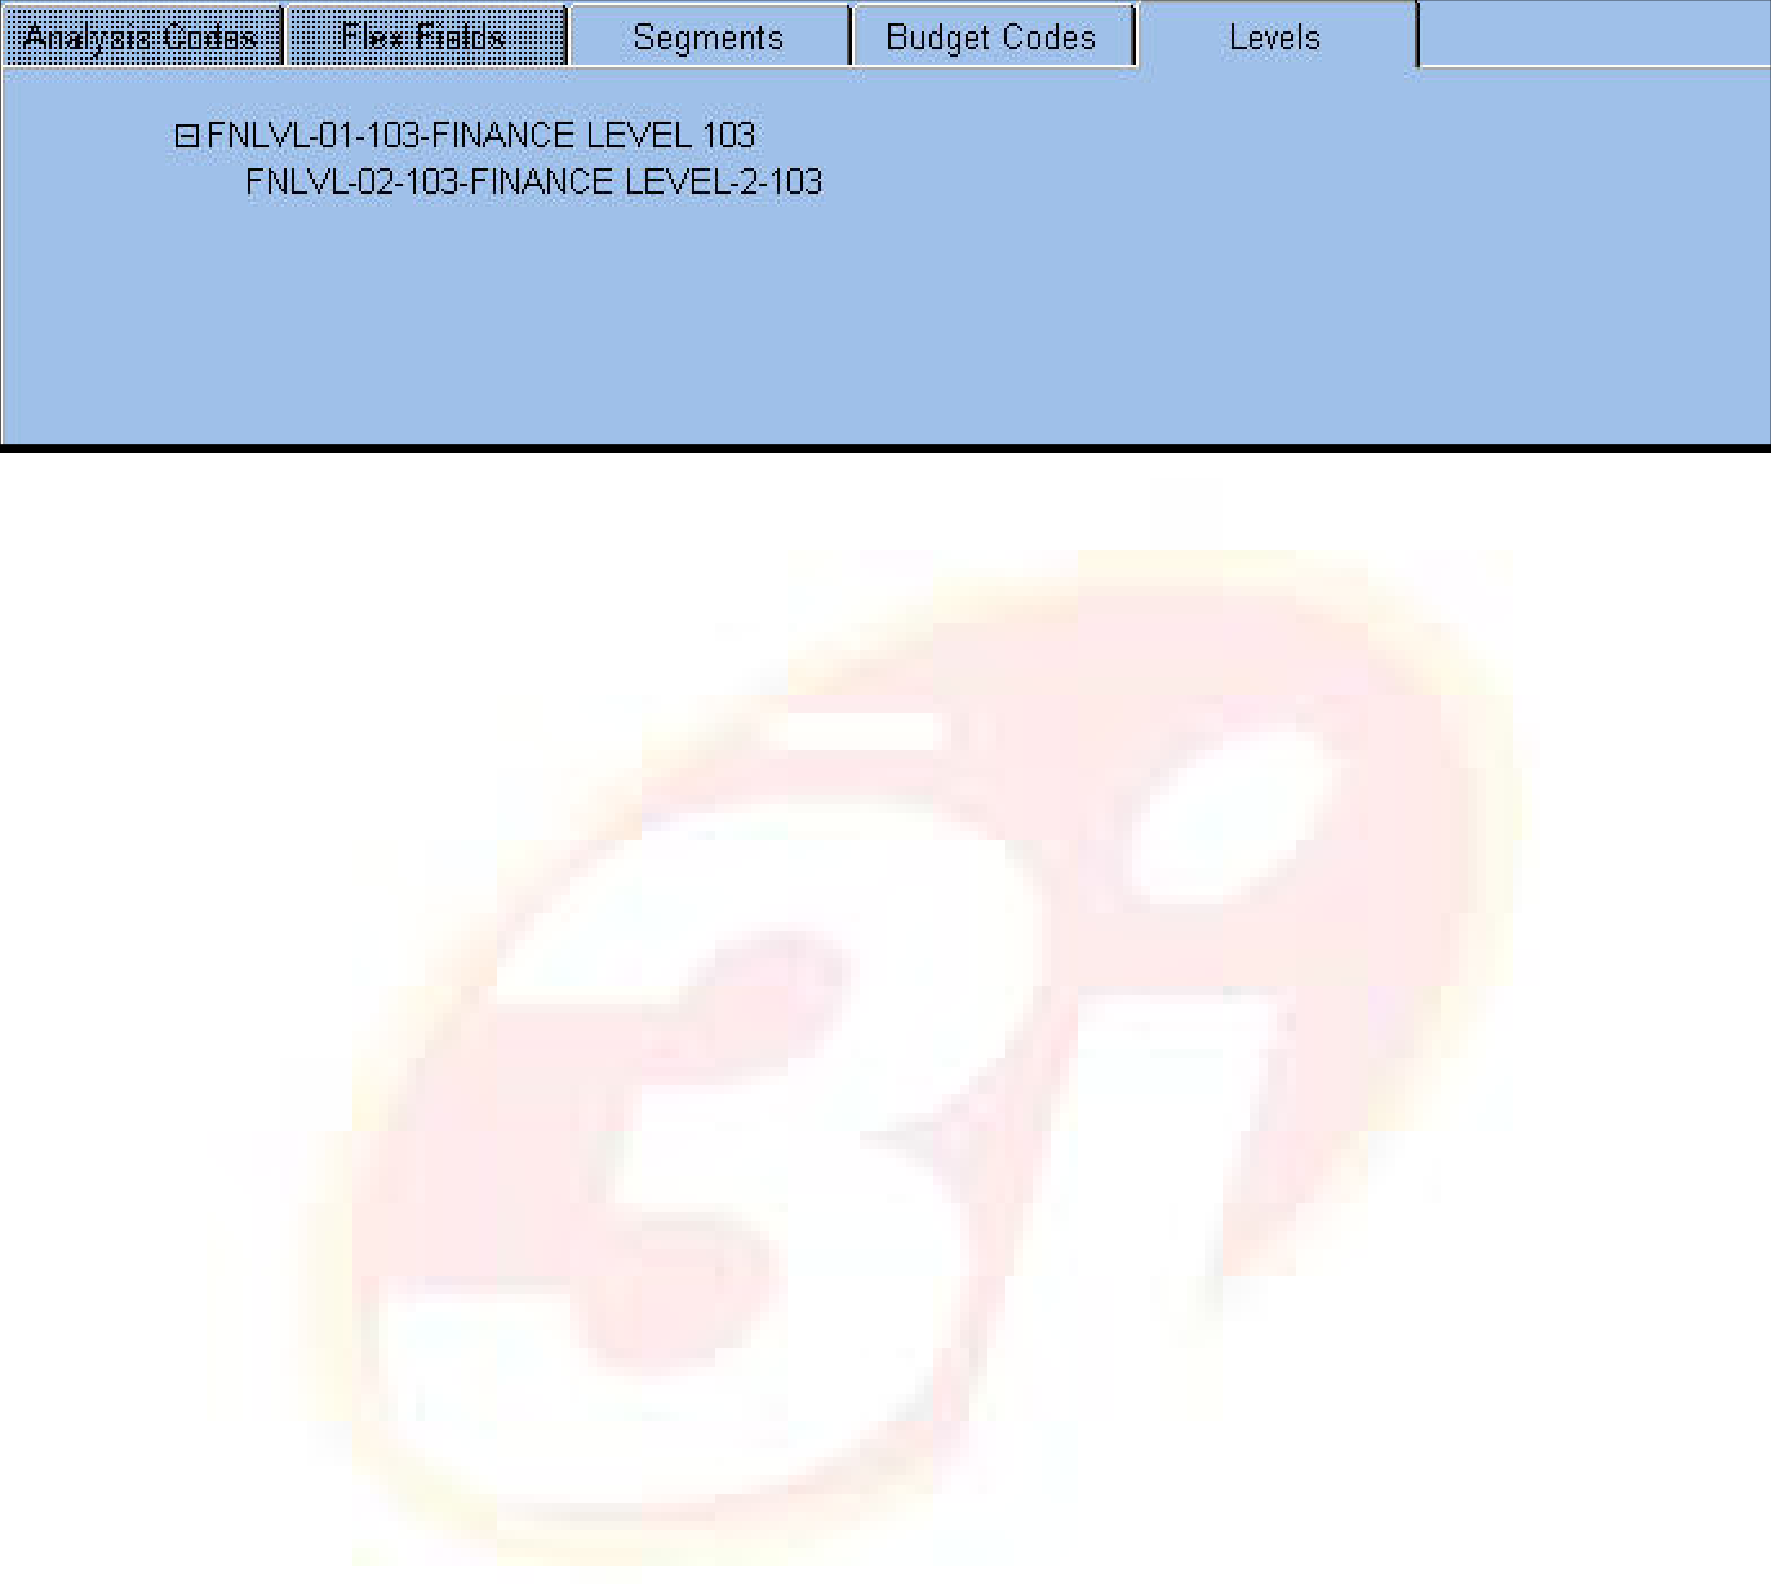 Analysis Codes Flex Fields Segments Budget Codes Levels
FNLVL-01-103-FINANCE LEVEL 103
FNLVL-02-103-FINANCE LEVEL-2-103
3i